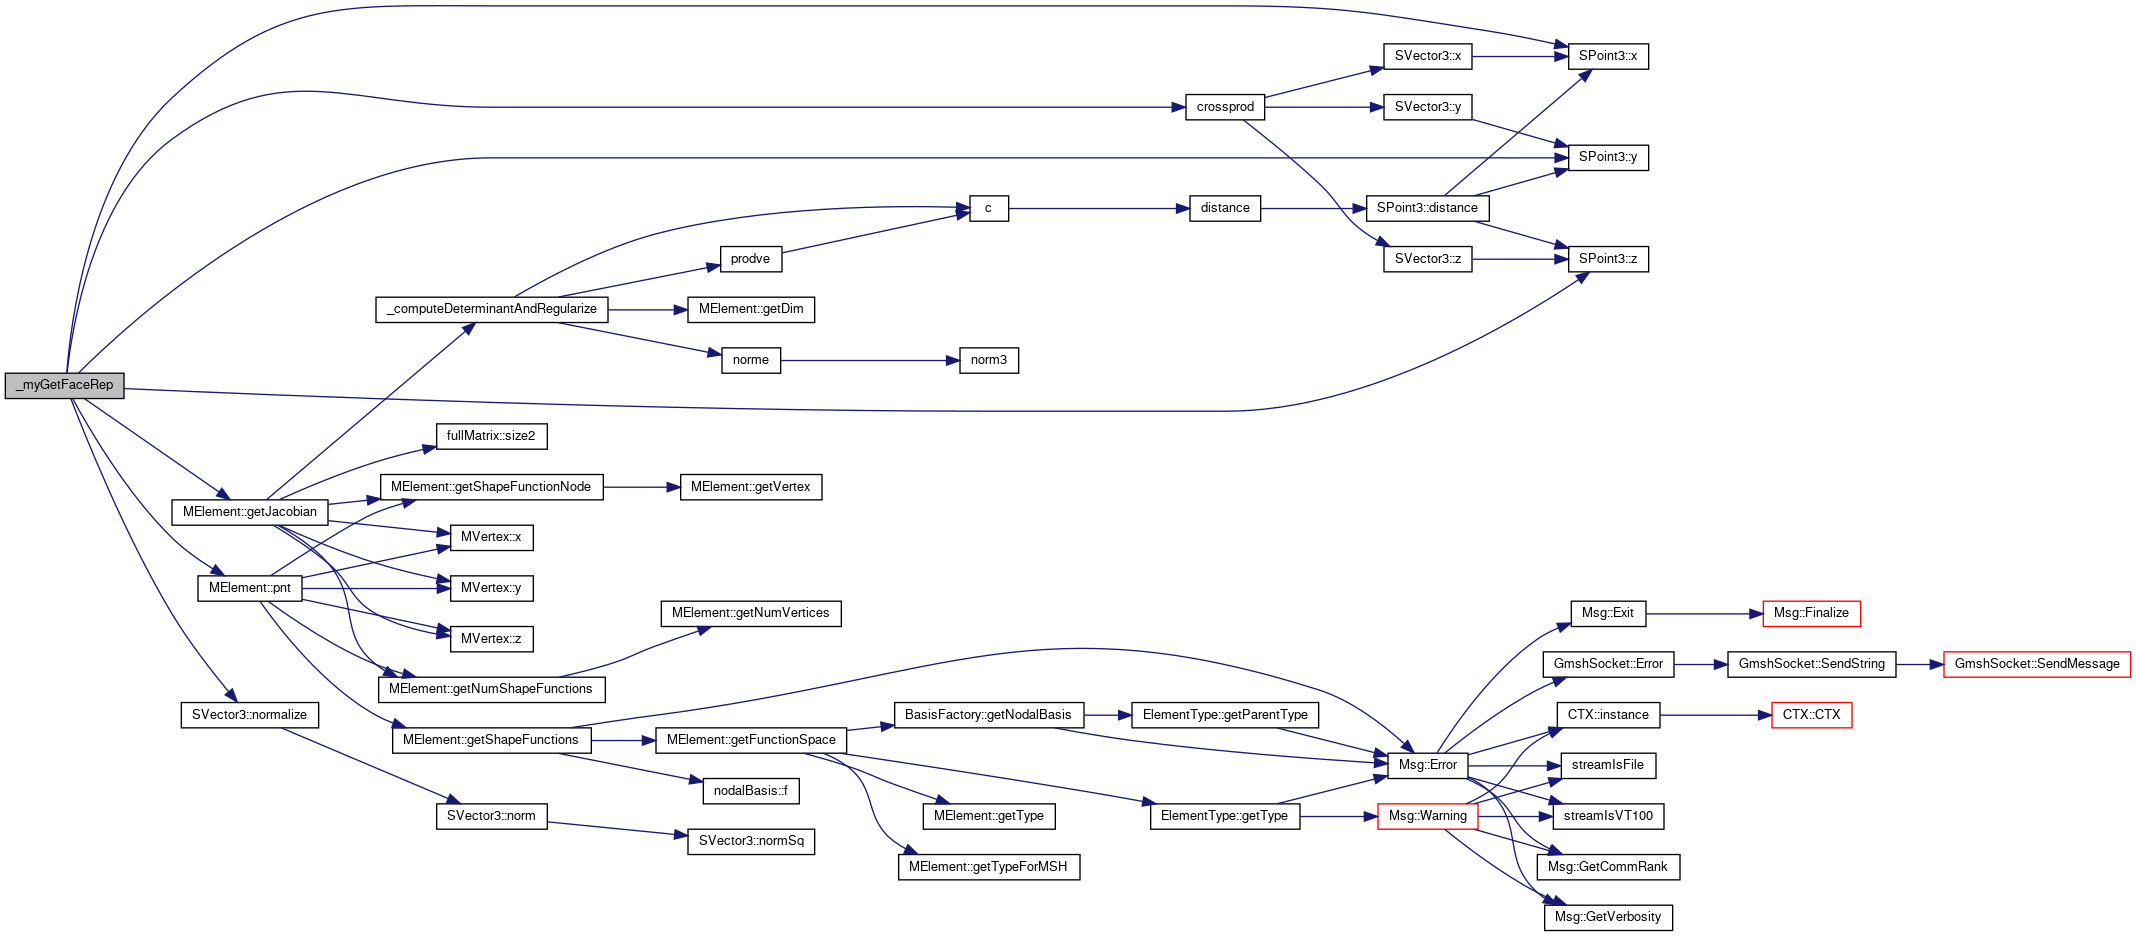 _myGetFaceRep
SPoint3::x
crossprod
SVector3::x
SVector3::y
SVector3::z
SPoint3::y
SPoint3::z
SPoint3::distance
distance
c
prodve
_computeDeterminantAndRegularize
MElement::getDim
norme
norm3
MElement::getJacobian
fullMatrix::size2
MElement::getShapeFunctionNode
MElement::getVertex
MVertex::x
MVertex::y
MVertex::z
MElement::pnt
MElement::getNumShapeFunctions
MElement::getNumVertices
MElement::getShapeFunctions
MElement::getFunctionSpace
nodalBasis::f
BasisFactory::getNodalBasis
ElementType::getParentType
MElement::getType
MElement::getTypeForMSH
ElementType::getType
Msg::Error
Msg::Warning
Msg::Exit
Msg::Finalize
GmshSocket::Error
GmshSocket::SendString
GmshSocket::SendMessage
CTX::instance
CTX::CTX
streamIsFile
streamIsVT100
Msg::GetCommRank
Msg::GetVerbosity
SVector3::normalize
SVector3::norm
SVector3::normSq